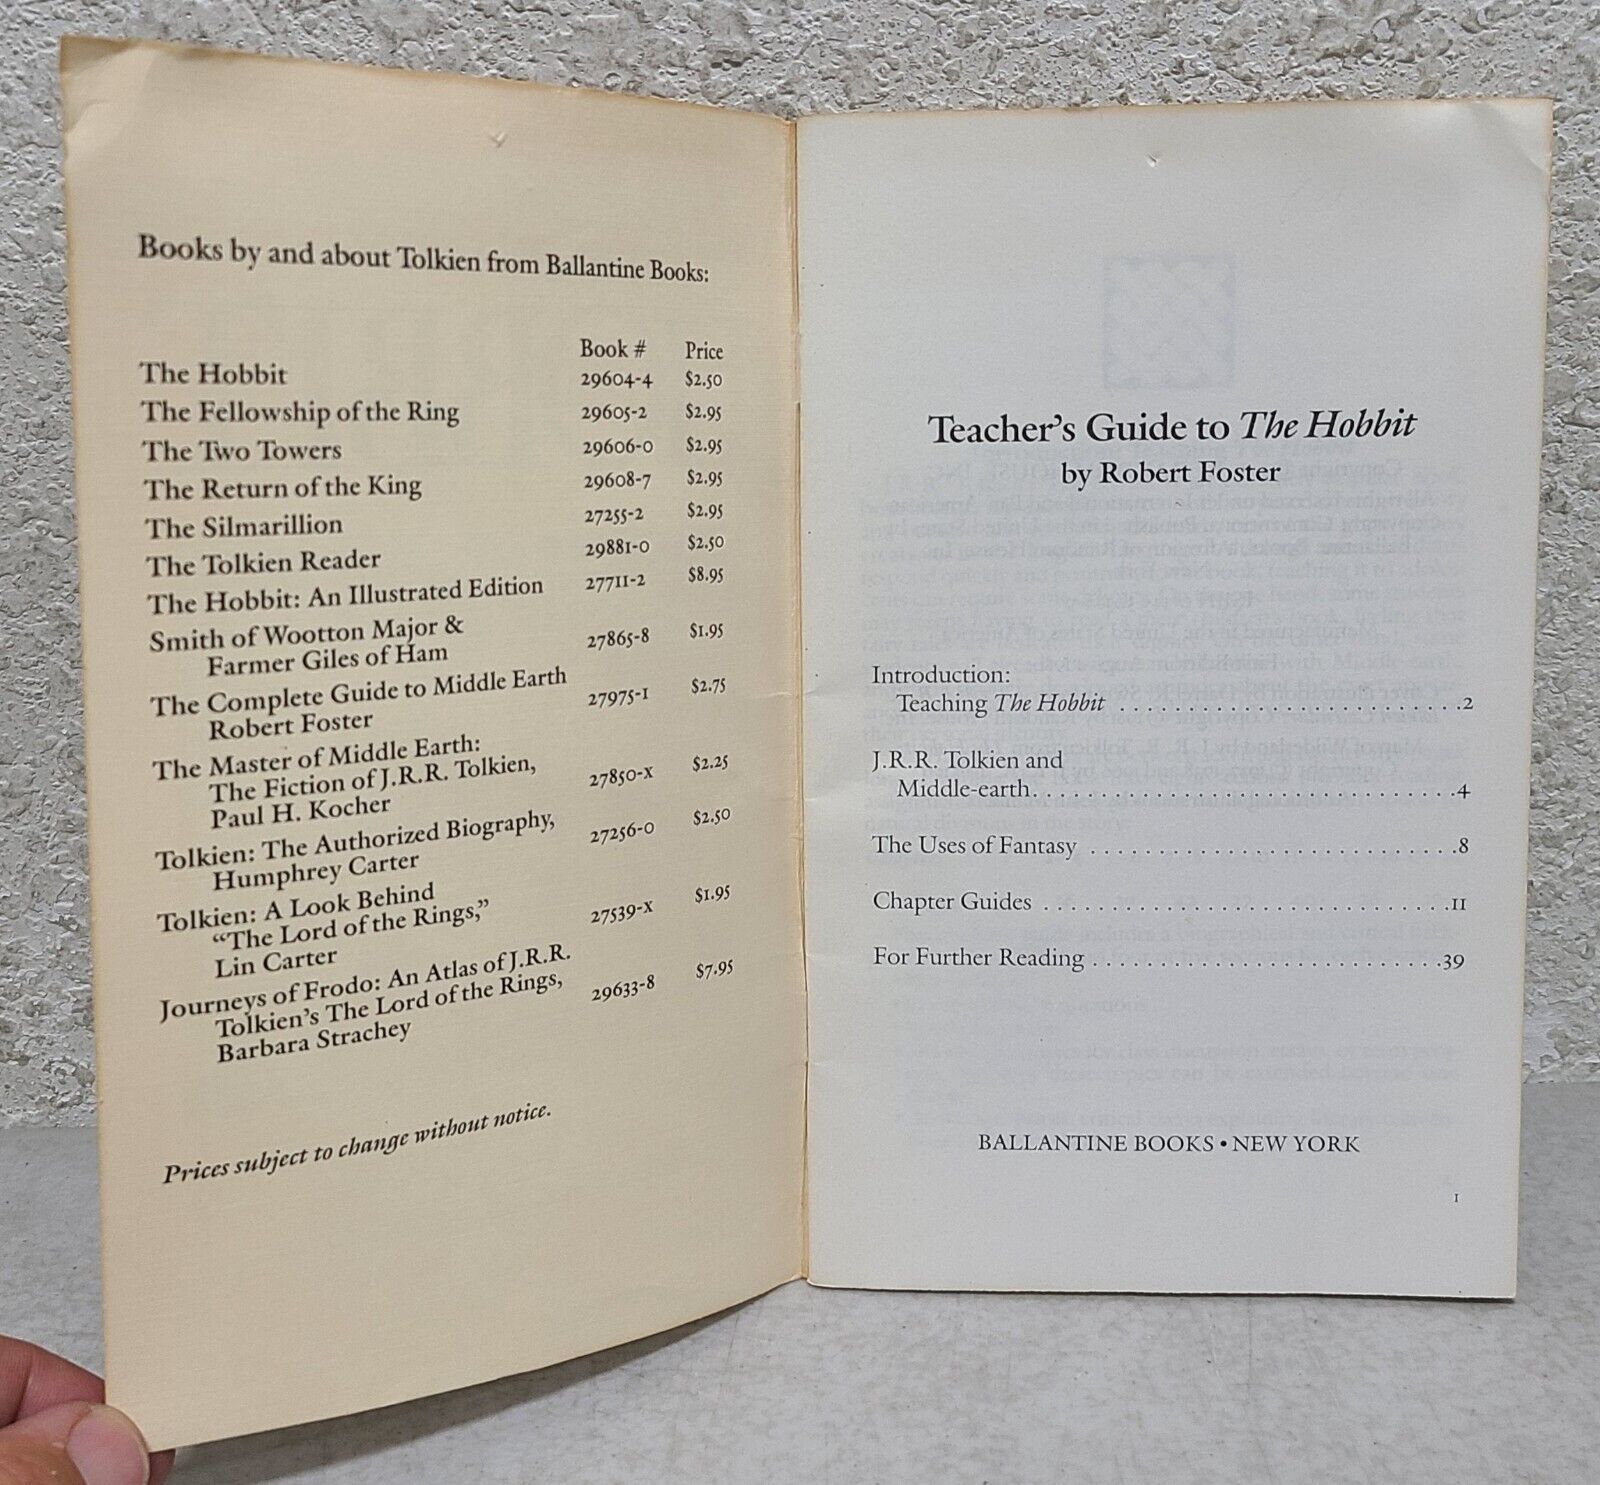 Books by and about Tolkien from Ballantine Books:
Book # Price
The Hobbit 29604-4 $2.50
The Fellowship of the Ring 29605-2 $2.95
The Two Towers 29606-0 $2.95
The Return of the King 29608-7 $2.95
The Silmarillion 27255-2 $2.95
The Tolkien Reader 29881-0 $2.50
The Hobbit: An Illustrated Edition 27711-2 $8.95
Smith of Wootton Major &
Farmer Giles of Ham 27865-8 $1.95
The Complete Guide to Middle Earth
Robert Foster 27975-1 $2.75
The Master of Middle Earth:
The Fiction of J.R.R. Tolkien,
Paul H. Kocher 27850-X $2.25
Tolkien: The Authorized Biography,
Humphrey Carter 27256-0 $2.50
Tolkien: A Look Behind
"The Lord of the Rings,"
Lin Carter 27539-X $1.95
Journeys of Frodo: An Atlas of J.R.R.
Tolkien's The Lord of the Rings,
Barbara Strachey 29633-8 $7.95
Prices subject to change without notice.
Teacher's Guide to The Hobbit
by Robert Foster
Introduction:
Teaching The Hobbit . . . . . . . . . . . . . . . . . . . . . . . . . .2
J.R.R. Tolkien and
Middle-earth. . . . . . . . . . . . . . . . . . . . . . . . . . . . . . . .4
The Uses of Fantasy . . . . . . . . . . . . . . . . . . . . . . . . . . . .8
Chapter Guides . . . . . . . . . . . . . . . . . . . . . . . . . . . . . . .11
For Further Reading . . . . . . . . . . . . . . . . . . . . . . . . . . .39
BALLANTINE BOOKS • NEW YORK
1